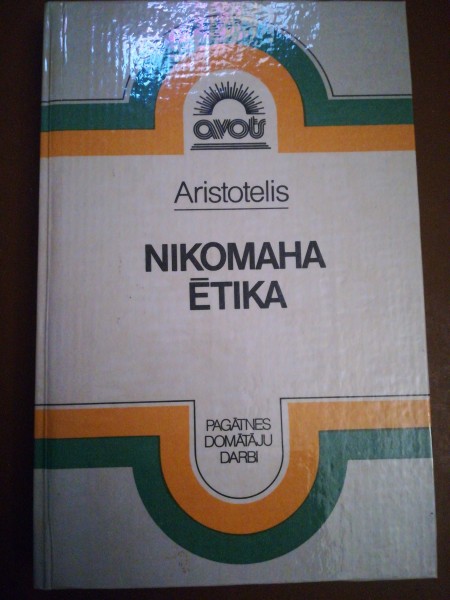 avots
Aristotelis
NIKOMAHA
ĒTIKA
PAGĀTNES
DOMĀTĀJU
DARBI